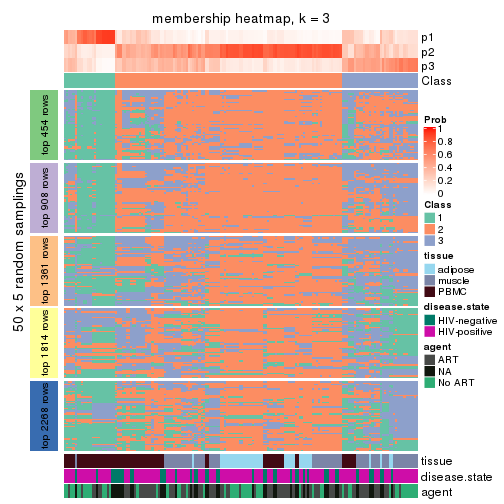 membership heatmap, k = 3
p1
p2
p3
Class
50 x 5 random samplings
top 454 rows
top 908 rows
top 1361 rows
top 1814 rows
top 2268 rows
Prob
1
0.8
0.6
0.4
0.2
0
Class
1
2
3
tissue
adipose
muscle
PBMC
disease.state
HIV-negative
HIV-positive
agent
ART
NA
No ART
tissue
disease.state
agent